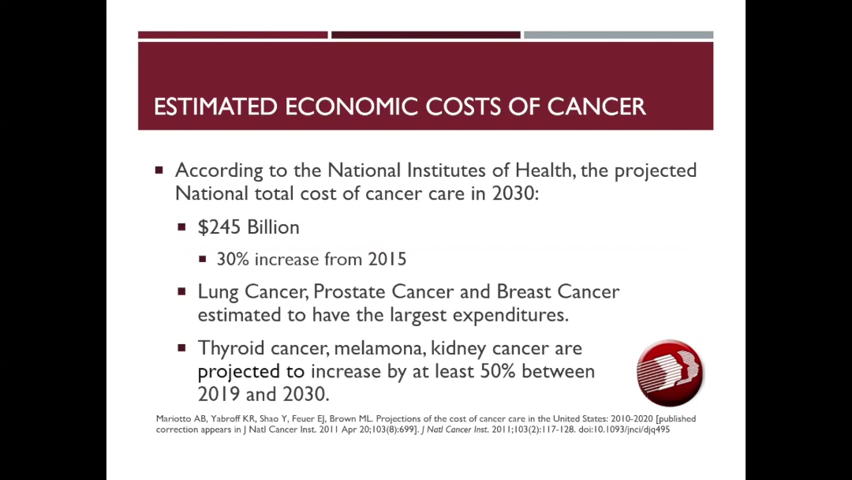 ESTIMATED ECONOMIC COSTS OF CANCER
According to the National Institutes of Health, the projected
National total cost of cancer care in 2030:
$245 Billion
30% increase from 2015
Lung Cancer, Prostate Cancer and Breast Cancer
estimated to have the largest expenditures.
Thyroid cancer, melamona, kidney cancer are
projected to increase by at least 50% between
2019 and 2030.
Mariotto AB, Yabroff KR, Shao Y, Feuer EJ, Brown ML. Projections of the cost of cancer care in the United States: 2010-2020 [published
correction appears in J Natl Cancer Inst. 2011 Apr 20;103(8):699]. J Natl Cancer Inst. 2011;103(2):117-128. doi:10.1093/jnci/djq495